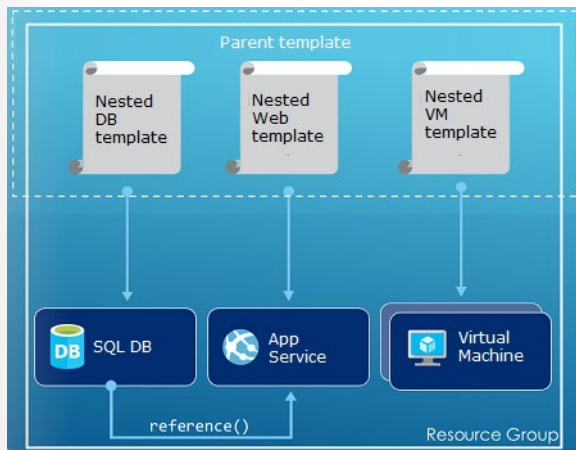 Parent template
Nested
DB
template
Nested
Web
template
Nested
VM
template
DB
SQL DB
App
Service
Virtual
Machine
reference()
Resource Group